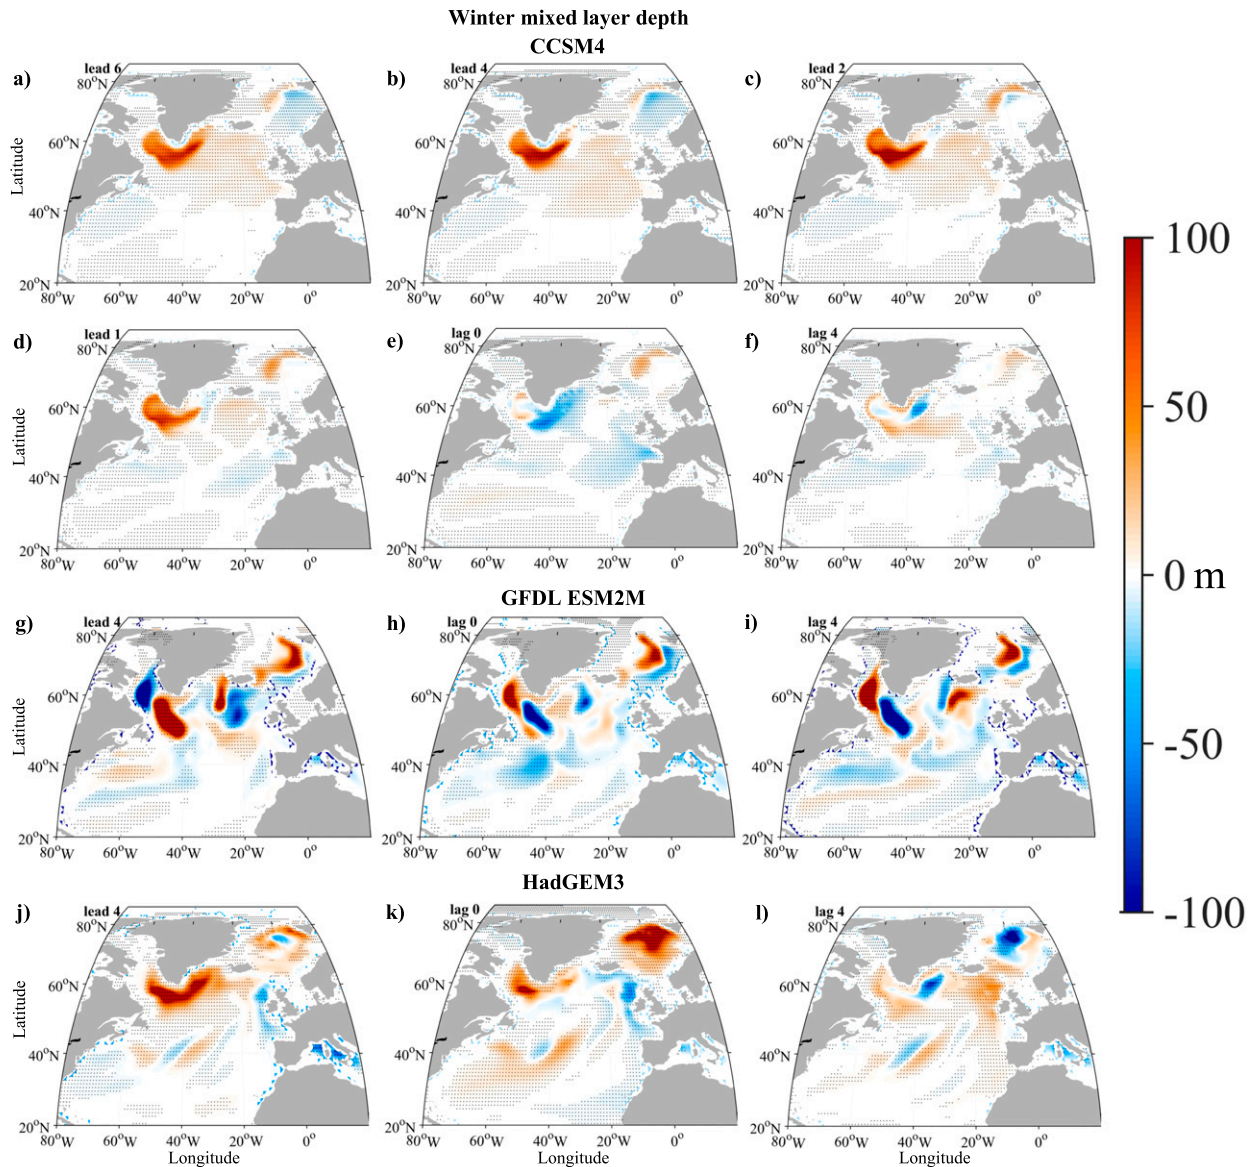 Winter mixed layer depth
CCSM4
a) lead 6 b) lead 4 c) lead 2
80°N 80°N 80°N
60°N 60°N 60°N
Latitude
40°N 40°N 40°N
20°N 20°N 20°N
80°W 60°W 40°W 20°W 0° 80°W 60°W 40°W 20°W 0° 80°W 60°W 40°W 20°W 0°
d) lead 1 e) lag 0 f) lag 4
80°N 80°N 80°N
60°N 60°N 60°N
Latitude
40°N 40°N 40°N
20°N 20°N 20°N
80°W 60°W 40°W 20°W 0° 80°W 60°W 40°W 20°W 0° 80°W 60°W 40°W 20°W 0°
GFDL ESM2M
g) lead 4 h) lag 0 i) lag 4
80°N 80°N 80°N
60°N 60°N 60°N
Latitude
40°N 40°N 40°N
20°N 20°N 20°N
80°W 60°W 40°W 20°W 0° 80°W 60°W 40°W 20°W 0° 80°W 60°W 40°W 20°W 0°
HadGEM3
j) lead 4 k) lag 0 l) lag 4
80°N 80°N 80°N
60°N 60°N 60°N
Latitude
40°N 40°N 40°N
20°N 20°N 20°N
80°W 60°W 40°W 20°W 0° 80°W 60°W 40°W 20°W 0° 80°W 60°W 40°W 20°W 0°
Longitude Longitude Longitude
100
50
0 m
-50
-100